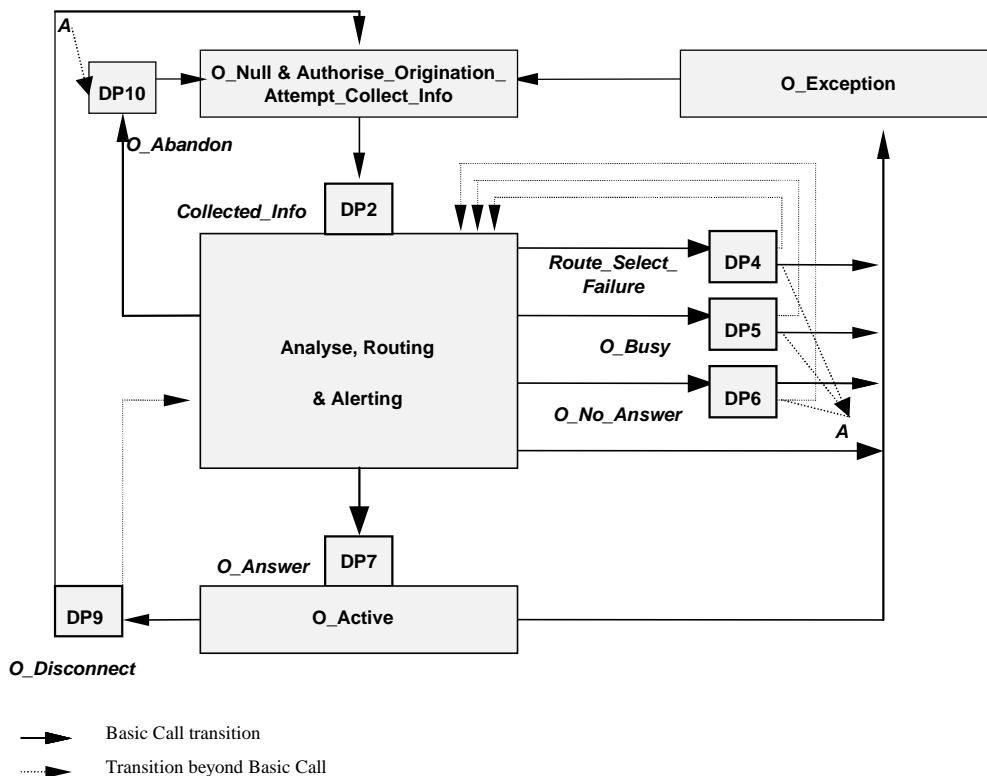 A
O_Null & Authorise_Origination_
Attempt_Collect_Info
O_Exception
DP10
O_Abandon
Collected_Info
DP2
Route_Select_
Failure
DP4
Analyse, Routing
& Alerting
O_Busy
DP5
O_No_Answer
DP6
A
O_Answer
DP7
DP9
O_Active
O_Disconnect
Basic Call transition
Transition beyond Basic Call